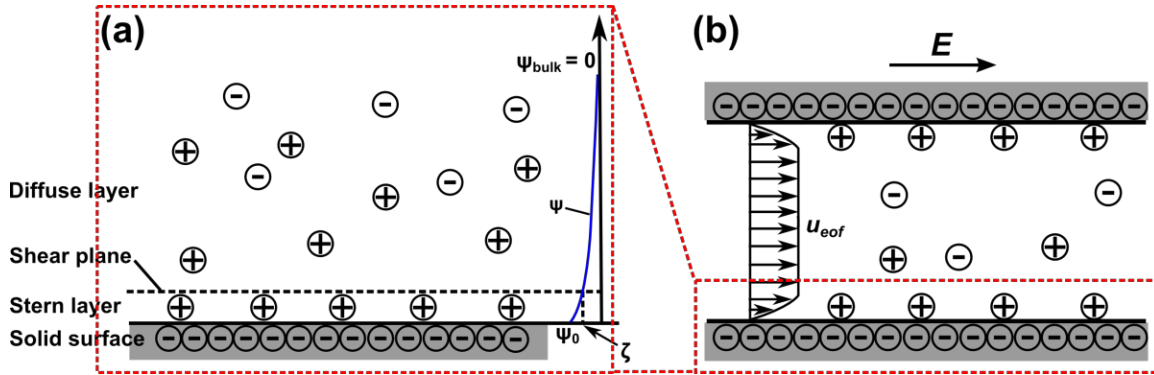 (a)
Ψbulk = 0
Diffuse layer
Ψ
Shear plane
Stern layer
Solid surface
Ψ0
ζ
(b)
E
ueof